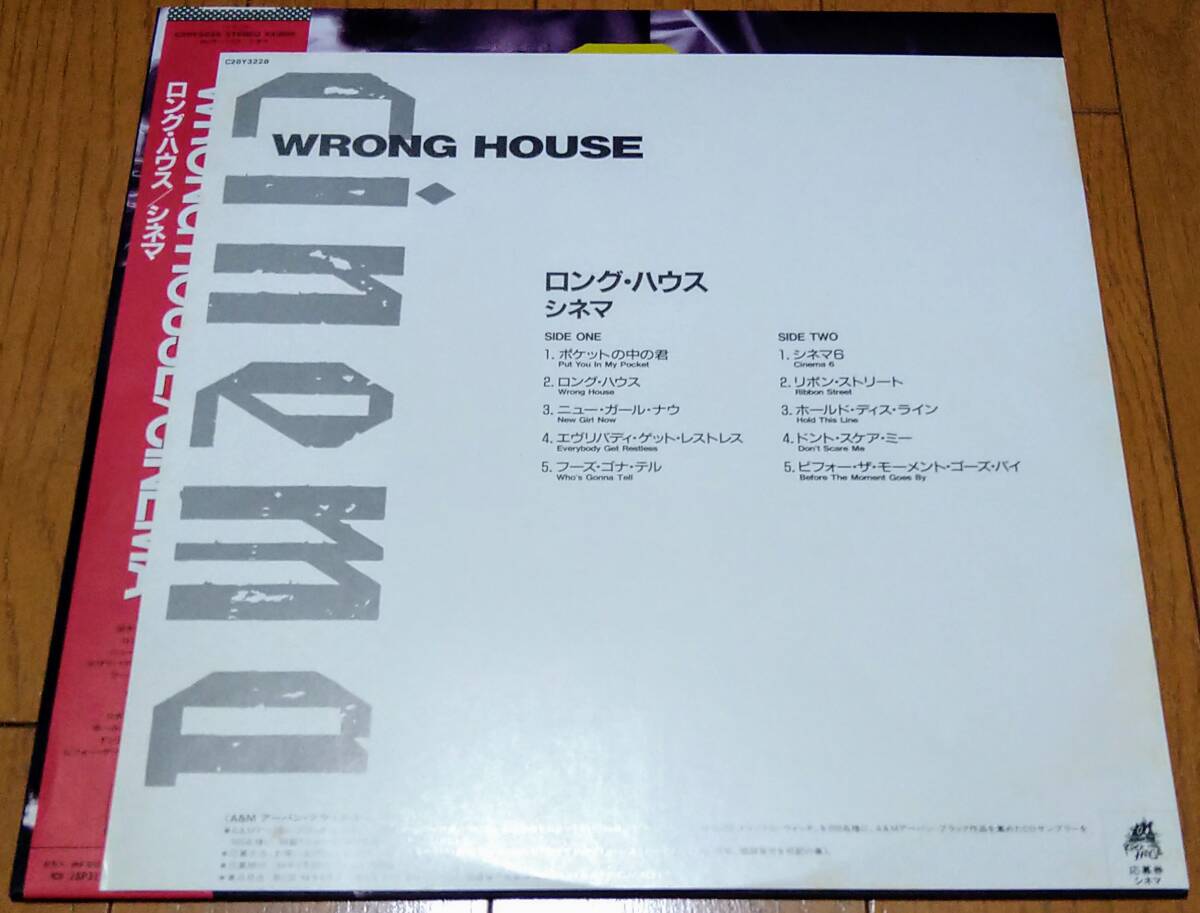 C28Y3228
cinema
WRONG HOUSE
ロング・ハウス
シネマ
SIDE ONE
1. ポケットの中の君
Put You In My Pocket
2. ロング・ハウス
Wrong House
3. ニュー・ガール・ナウ
New Girl Now
4. エヴリバディ・ゲット・レストレス
Everybody Get Restless
5. フーズ・ゴナ・テル
Who's Gonna Tell
SIDE TWO
1. シネマ6
Cinema 6
2. リボン・ストリート
Ribbon Street
3. ホールド・ディス・ライン
Hold This Line
4. ドント・スケア・ミー
Don't Scare Me
5. ビフォー・ザ・モーメント・ゴーズ・バイ
Before The Moment Goes By
ロング・ハウス/シネマ
WRONG HOUSE/CINEMA
応募券
シネマ